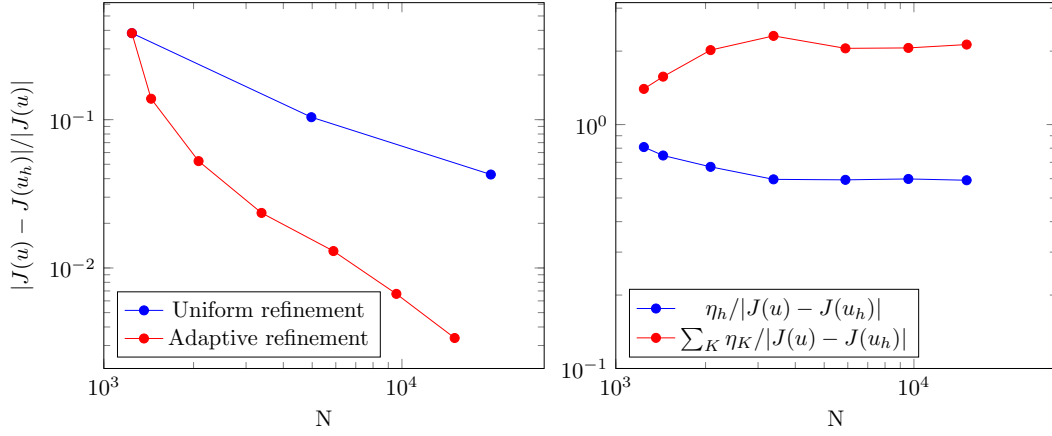 |J(u) − J(u_h)|/|J(u)|
10^{-1}
10^{-2}
10^3
10^4
N
Uniform refinement
Adaptive refinement
10^0
10^{-1}
10^3
10^4
N
η_h/|J(u) − J(u_h)|
∑_K η_K/|J(u) − J(u_h)|